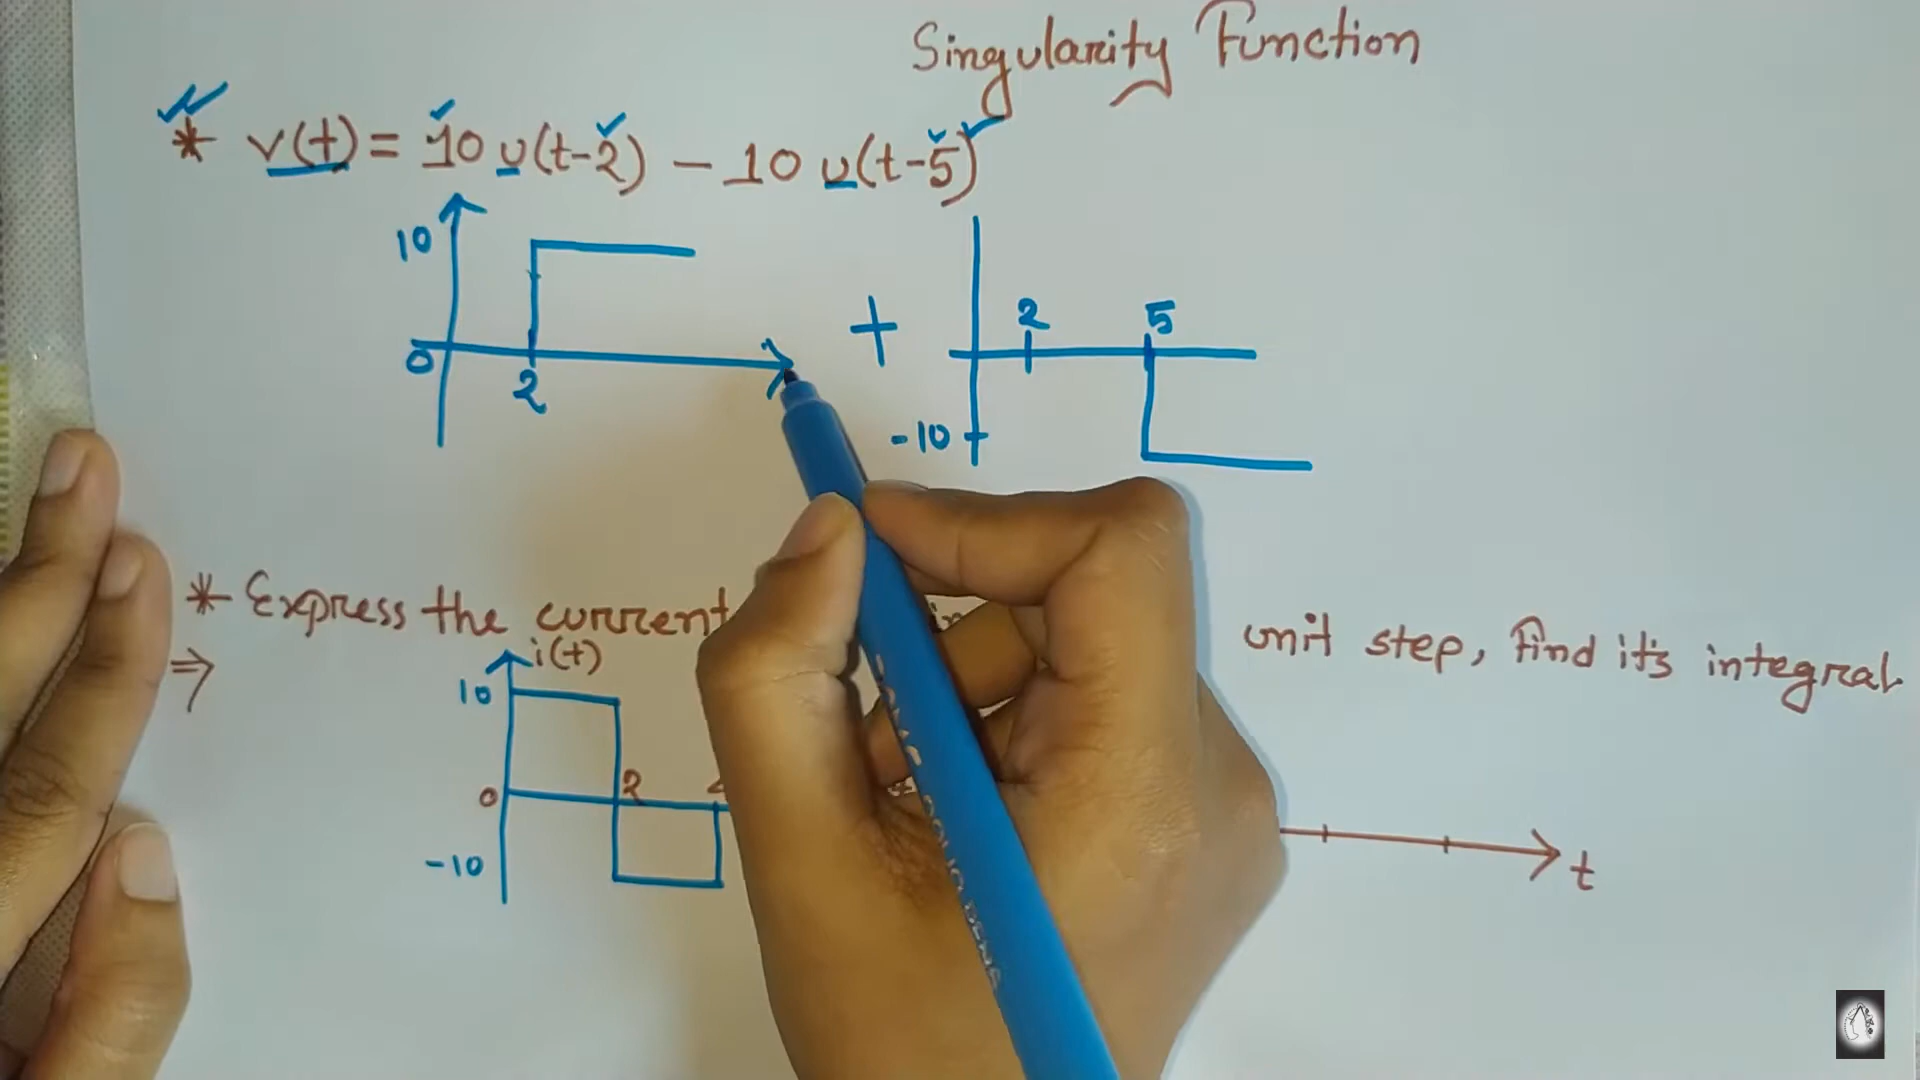 Singularity Function
* v(t) = 10 u(t-2) - 10 u(t-5)
10
0
2
+
2
5
-10
* Express the current in unit step, find it's integral
⇒
i(t)
10
0
2
-10
t